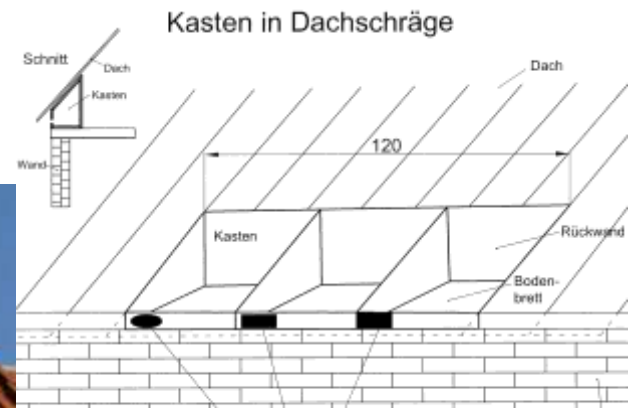 Kasten in Dachschräge
Schnitt
Dach
Kasten
Wand
Dach
120
Kasten
Rückwand
Boden-
brett